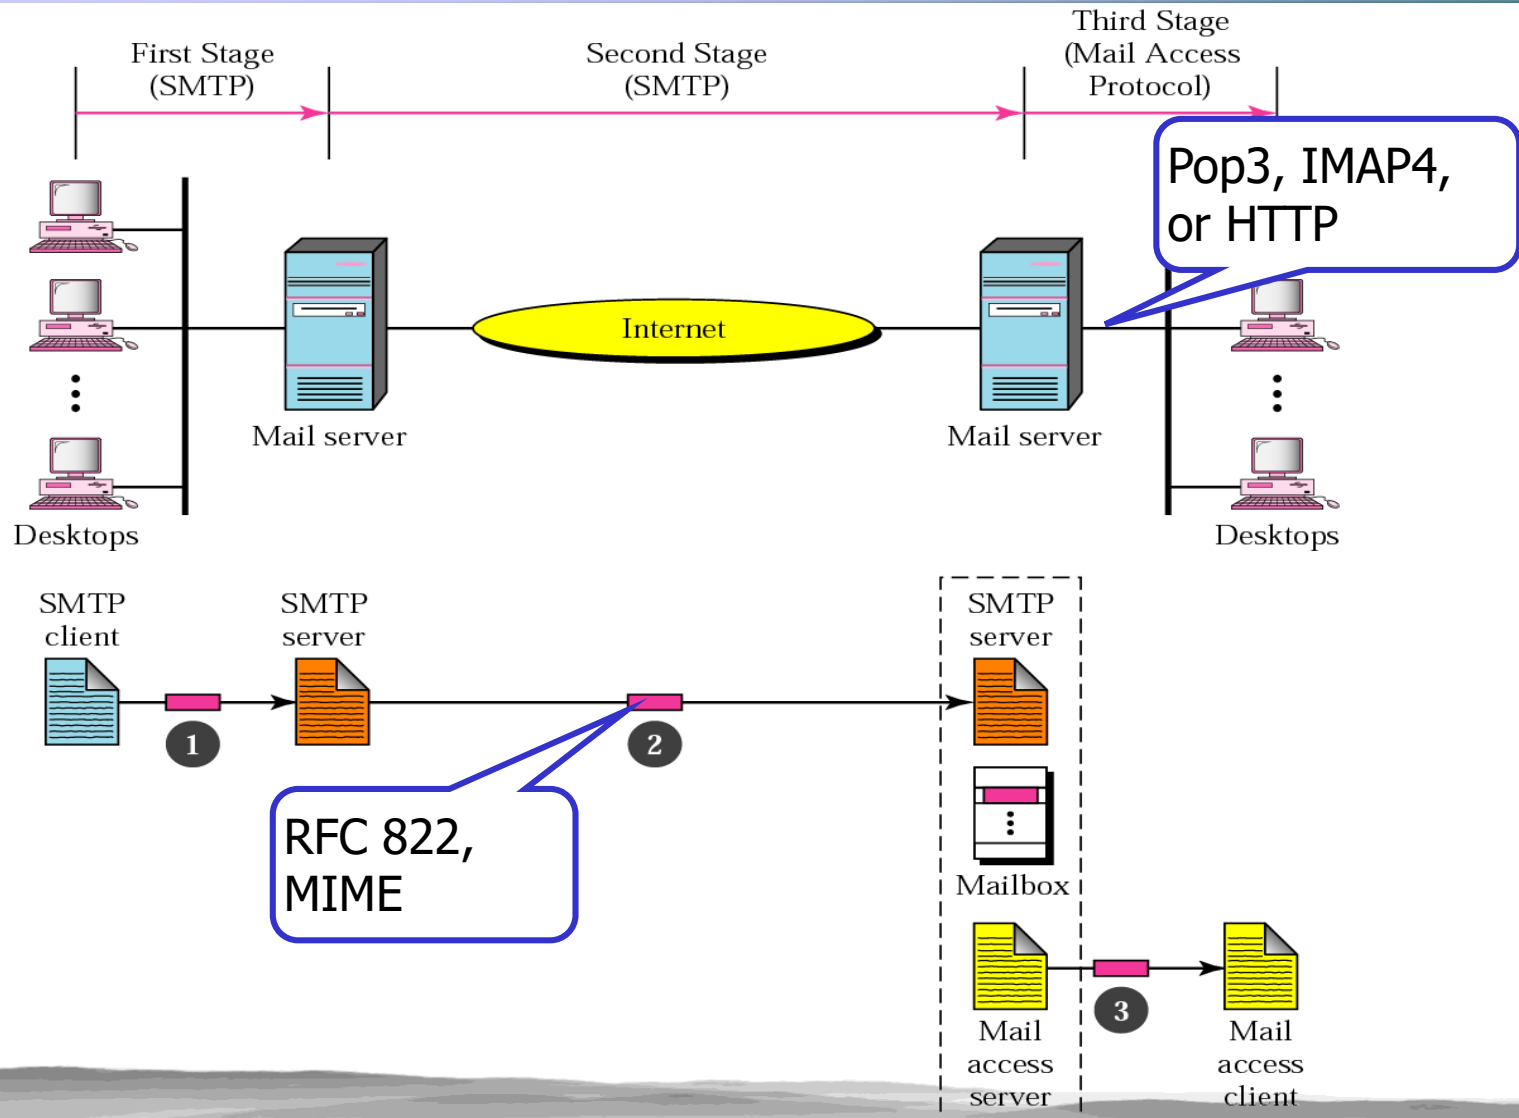 First Stage
(SMTP)
Second Stage
(SMTP)
Third Stage
(Mail Access
Protocol)
Pop3, IMAP4,
or HTTP
Internet
Mail server
Mail server
Desktops
Desktops
SMTP
client
SMTP
server
SMTP
server
1
2
RFC 822,
MIME
Mailbox
3
Mail
access
server
Mail
access
client